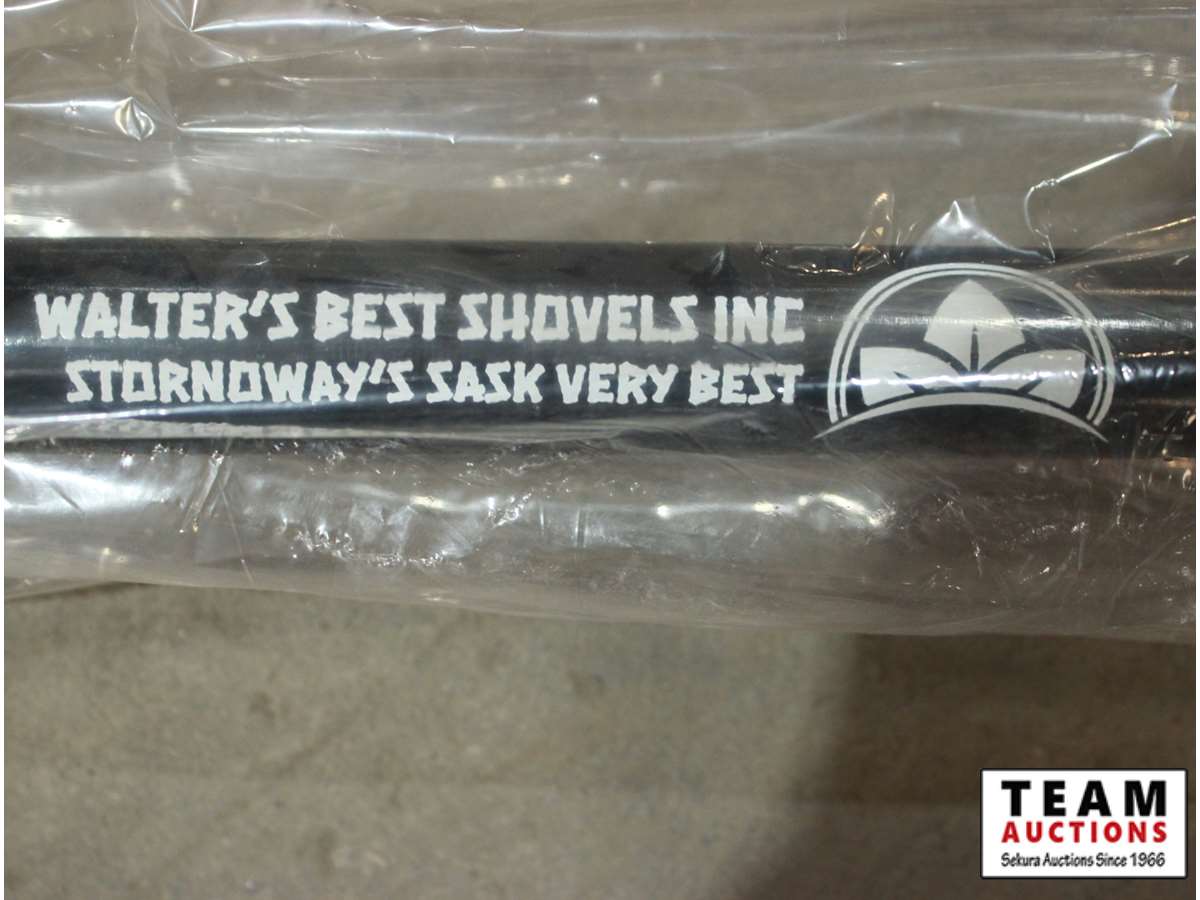 WALTER'S BEST SHOVELS INC
STORNOWAY'S SASK VERY BEST
TEAM
AUCTIONS
Sekura Auctions Since 1966